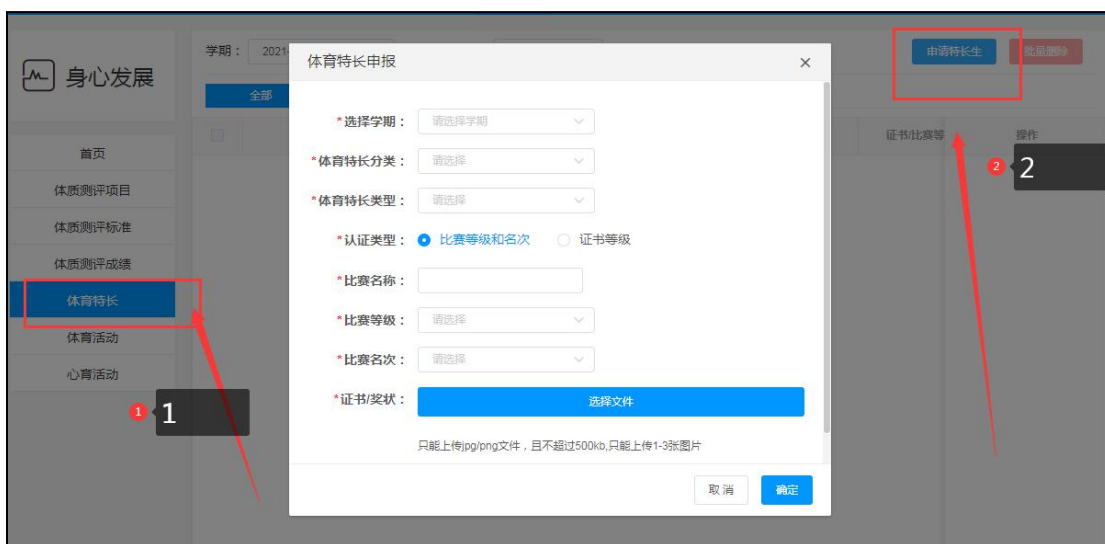 身心发展
首页
体质测评项目
体质测评标准
体质测评成绩
体育特长
体育活动
心育活动
1 1
学期： 2021-
申请特长生 批量删除
全部
证书/比赛等 操作
2 2
体育特长申报 ×
*选择学期： 请选择学期
*体育特长分类： 请选择
*体育特长类型： 请选择
*认证类型： 比赛等级和名次 证书等级
*比赛名称：
*比赛等级： 请选择
*比赛名次： 请选择
*证书/奖状： 选择文件
只能上传jpg/png文件，且不超过500kb,只能上传1-3张图片
取消 确定